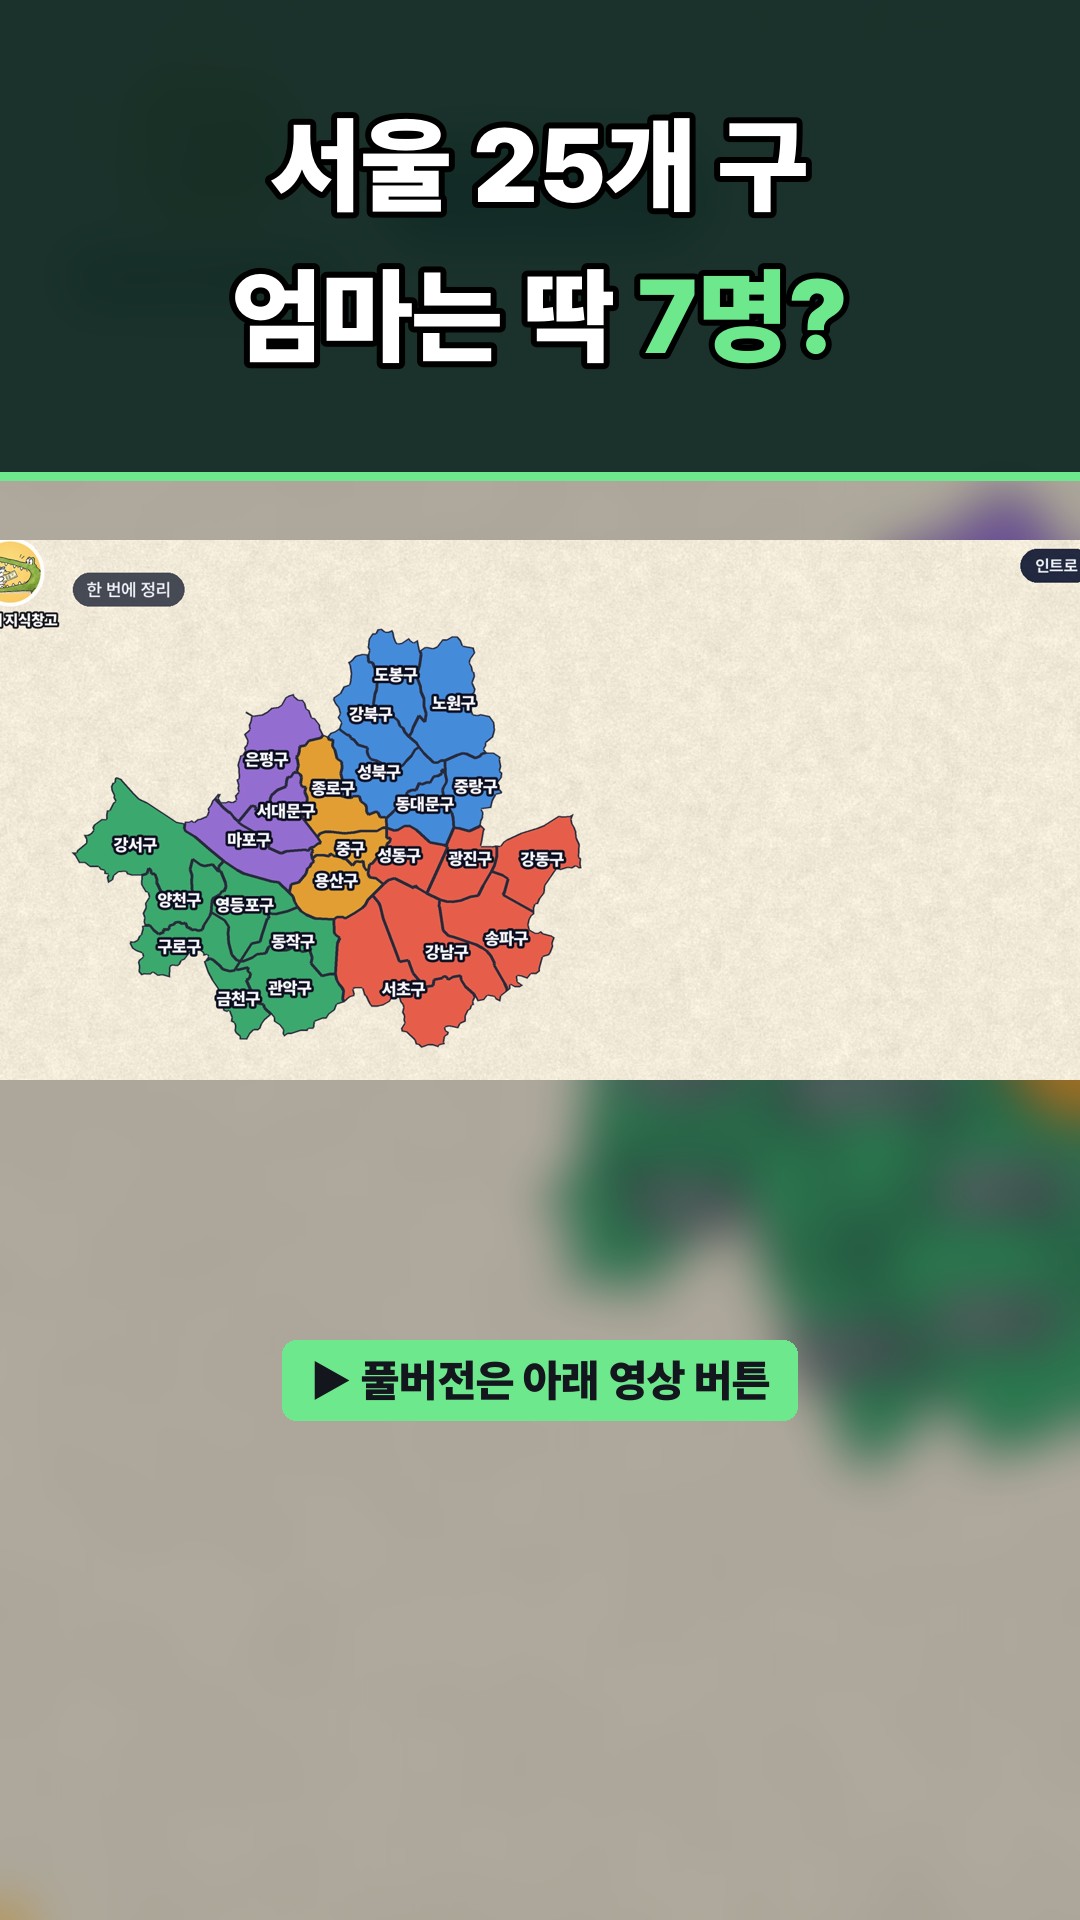 서울 25개 구
엄마는 딱 7명?
인트로
한 번에 정리
지식창고
도봉구
노원구
강북구
은평구
성북구
종로구
중랑구
동대문구
서대문구
마포구
강서구
중구
성동구
광진구
강동구
용산구
양천구
영등포구
구로구
동작구
강남구
송파구
관악구
서초구
금천구
▶ 풀버전은 아래 영상 버튼